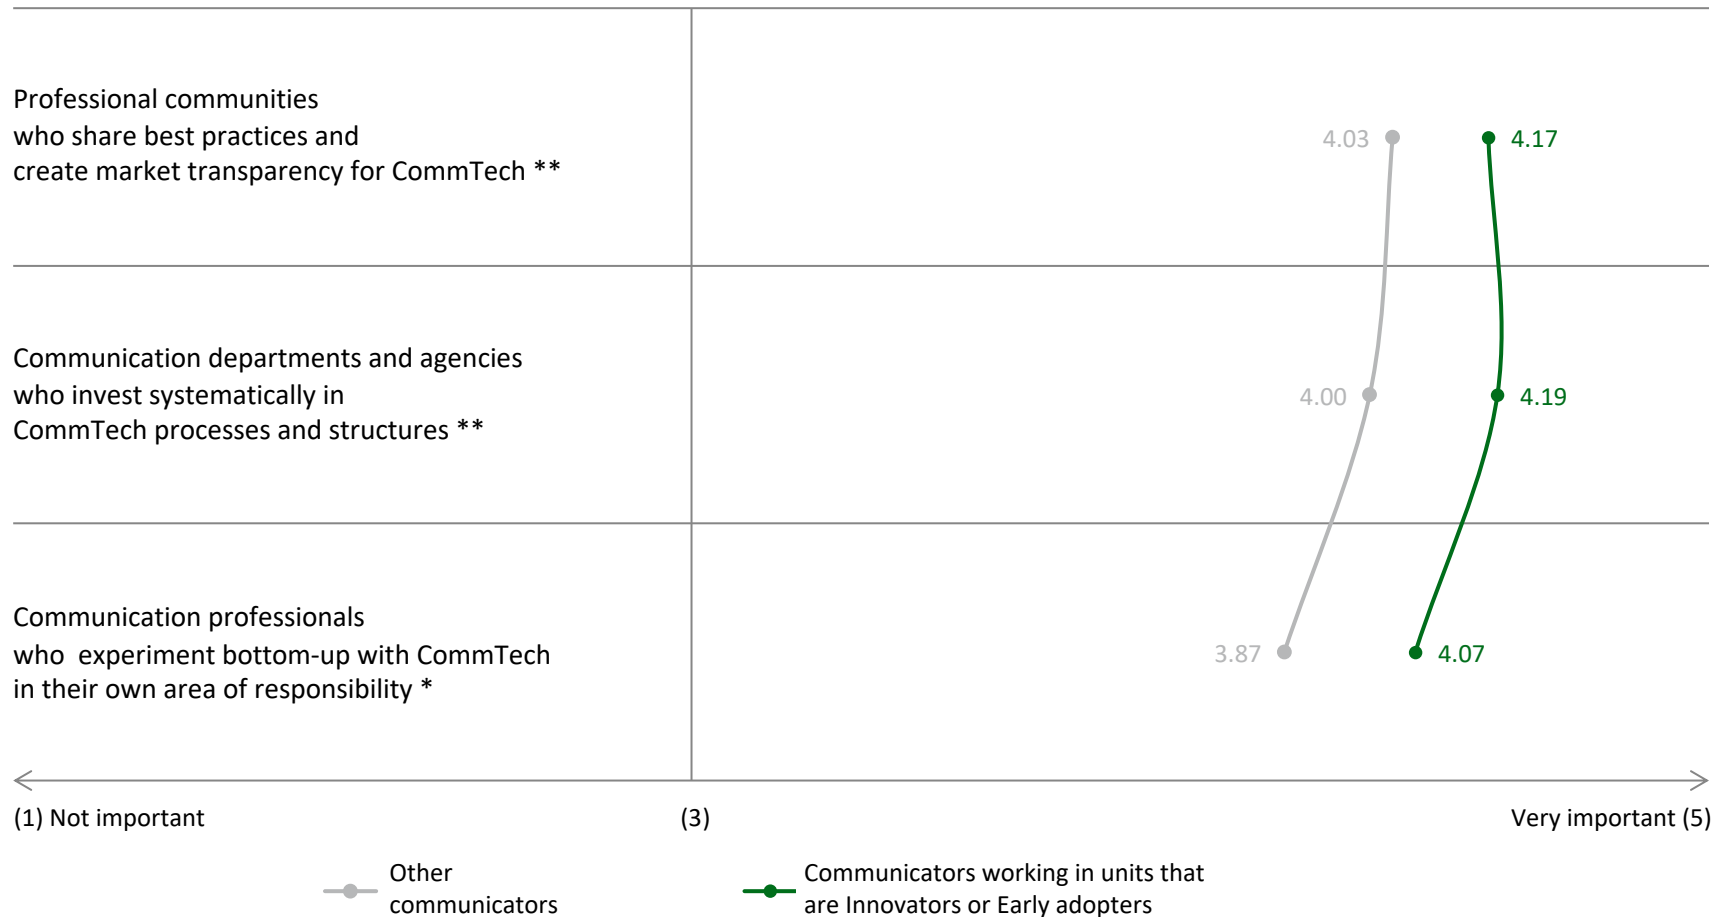 Professional communities
who share best practices and
create market transparency for CommTech **
4.03
4.17
Communication departments and agencies
who invest systematically in
CommTech processes and structures **
4.00
4.19
Communication professionals
who  experiment bottom-up with CommTech
in their own area of responsibility *
3.87
4.07
(1) Not important
(3)
Very important (5)
Other
communicators
Communicators working in units that
are Innovators or Early adopters